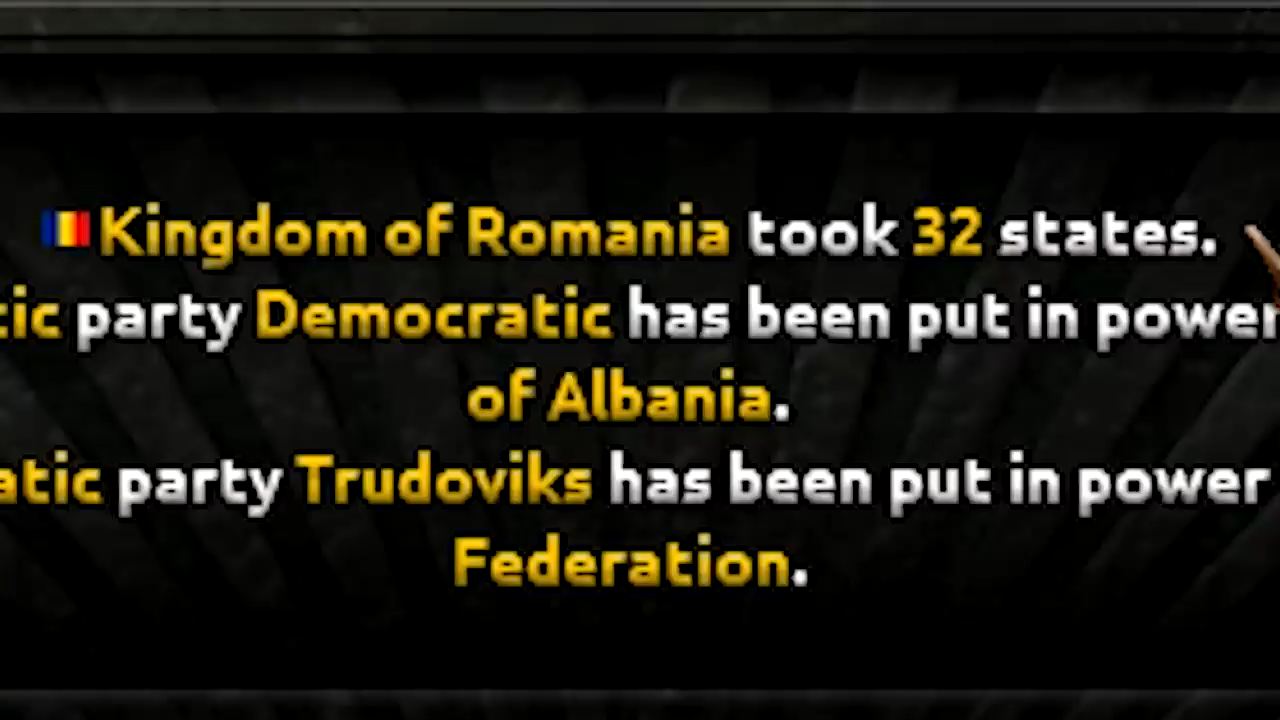 Kingdom of Romania took 32 states.
tic party Democratic has been put in power
of Albania.
atic party Trudoviks has been put in power
Federation.